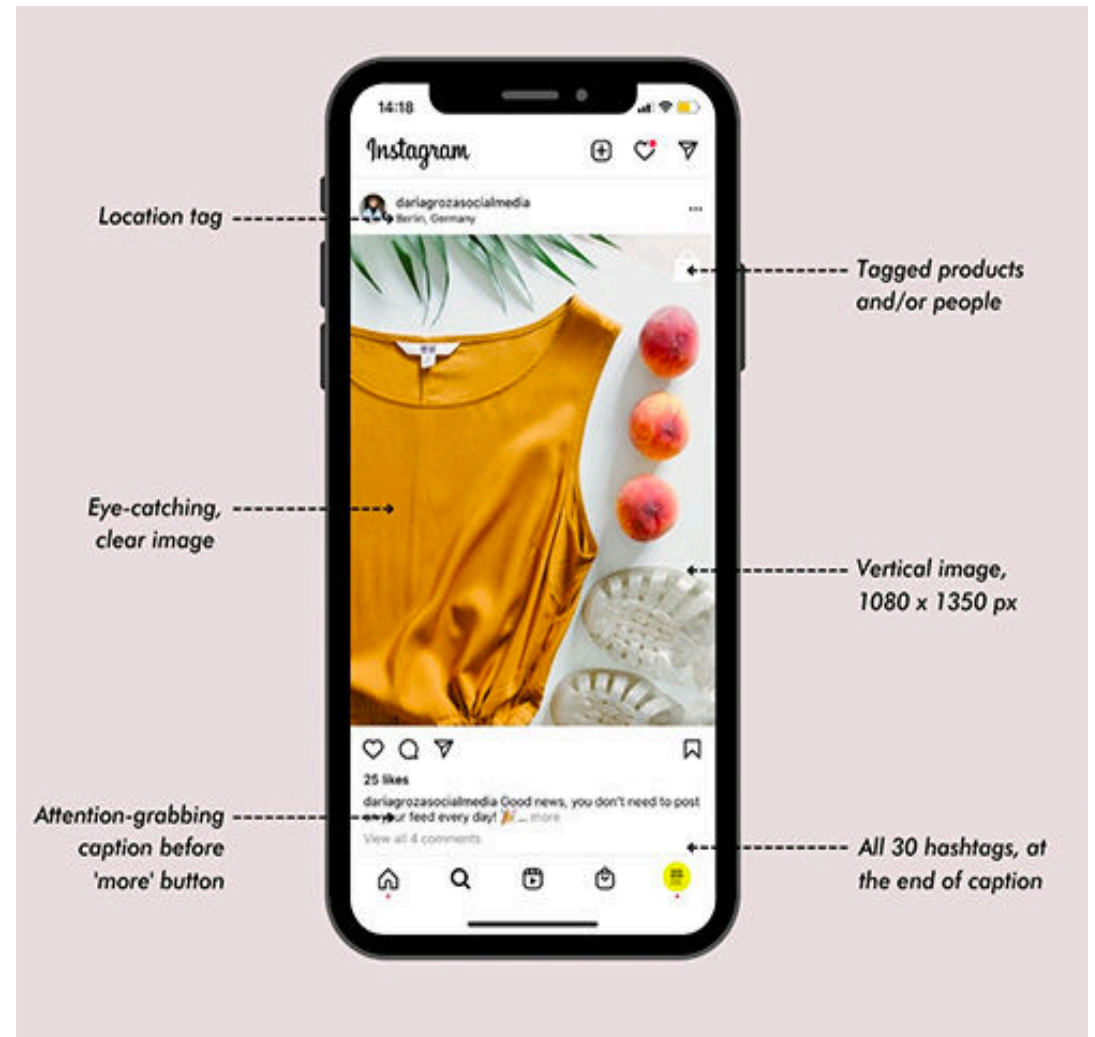 14:18
Instagram
dariagrozasocialmedia
Berlin, Germany
Location tag
Tagged products
and/or people
Eye-catching,
clear image
Vertical image,
1080 x 1350 px
25 likes
dariagrozasocialmedia Good news, you don't need to post
on your feed every day! 🎉 ... more
View all 4 comments
Attention-grabbing
caption before
'more' button
All 30 hashtags, at
the end of caption